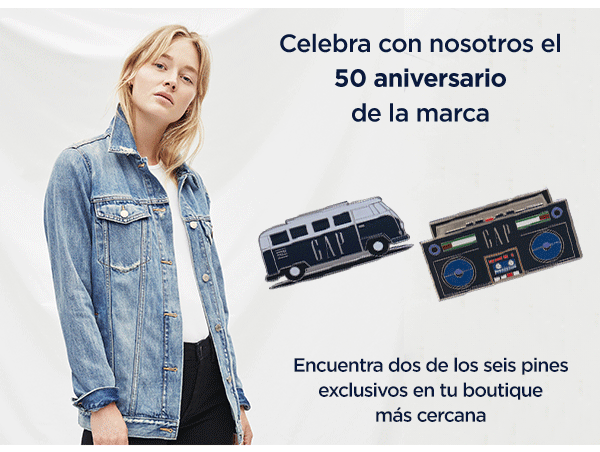 Celebra con nosotros el
50 aniversario
de la marca
GAP
GAP
Encuentra dos de los seis pines
exclusivos en tu boutique
más cercana